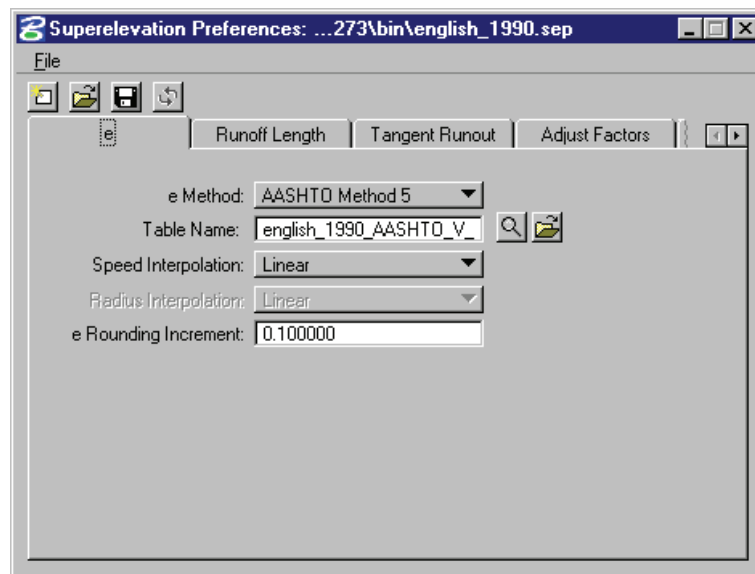 Superelevation Preferences: ...273\bin\english_1990.sep
File
e Runoff Length Tangent Runout Adjust Factors
e Method: AASHTO Method 5
Table Name: english_1990_AASHTO_V_
Speed Interpolation: Linear
Radius Interpolation: Linear
e Rounding Increment: 0.100000